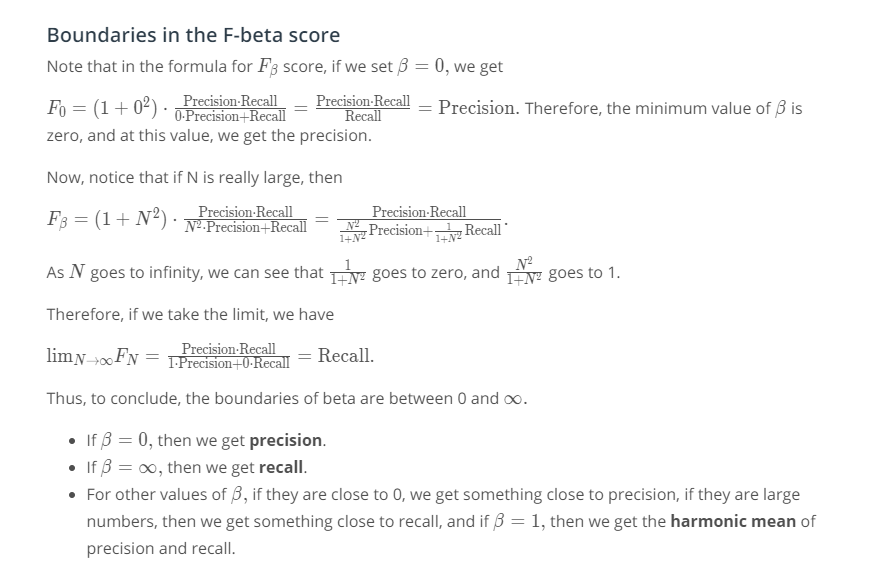 Boundaries in the F-beta score
Note that in the formula for $F_\beta$ score, if we set $\beta = 0$, we get
$F_0 = (1 + 0^2) \cdot \frac{\text{Precision}\cdot\text{Recall}}{0\cdot\text{Precision}+\text{Recall}} = \frac{\text{Precision}\cdot\text{Recall}}{\text{Recall}} = \text{Precision}$. Therefore, the minimum value of $\beta$ is
zero, and at this value, we get the precision.
Now, notice that if N is really large, then
$F_\beta = (1 + N^2) \cdot \frac{\text{Precision}\cdot\text{Recall}}{N^2\cdot\text{Precision}+\text{Recall}} = \frac{\text{Precision}\cdot\text{Recall}}{\frac{N^2}{1+N^2}\text{Precision}+\frac{1}{1+N^2}\text{Recall}}$.
As $N$ goes to infinity, we can see that $\frac{1}{1+N^2}$ goes to zero, and $\frac{N^2}{1+N^2}$ goes to 1.
Therefore, if we take the limit, we have
$\lim_{N\to\infty} F_N = \frac{\text{Precision}\cdot\text{Recall}}{1\cdot\text{Precision}+0\cdot\text{Recall}} = \text{Recall}.$
Thus, to conclude, the boundaries of beta are between 0 and $\infty$.
• If $\beta = 0$, then we get precision.
• If $\beta = \infty$, then we get recall.
• For other values of $\beta$, if they are close to 0, we get something close to precision, if they are large
numbers, then we get something close to recall, and if $\beta = 1$, then we get the harmonic mean of
precision and recall.